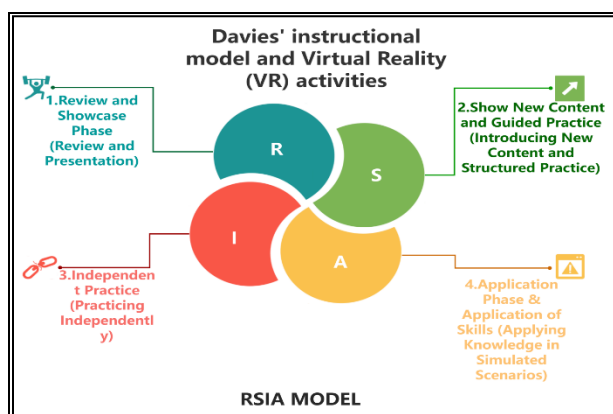 Davies' instructional
model and Virtual Reality
(VR) activities
1.Review and
Showcase
Phase
(Review and
Presentation)
R
S
2.Show New Content
and Guided Practice
(Introducing New
Content and
Structured Practice)
I
A
3.Independen
t Practice
(Practicing
Independentl
y)
4.Application
Phase &
Application of
Skills (Applying
Knowledge in
Simulated
Scenarios)
RSIA MODEL